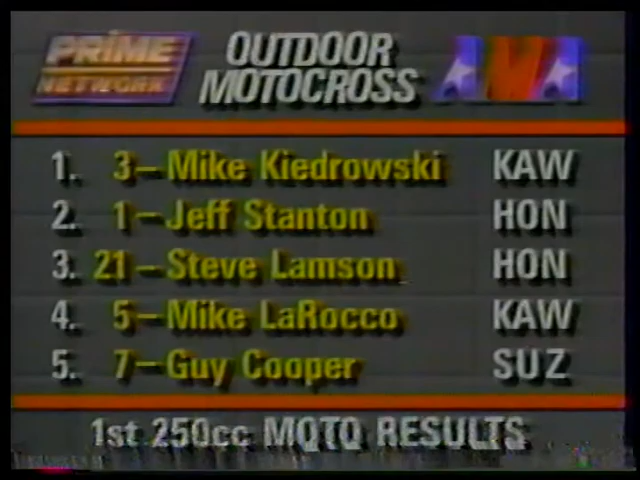 PRIME NETWORK
OUTDOOR MOTOCROSS
AMA
1. 3–Mike Kiedrowski KAW
2. 1–Jeff Stanton HON
3. 21–Steve Lamson HON
4. 5–Mike LaRocco KAW
5. 7–Guy Cooper SUZ
1st 250cc MOTO RESULTS